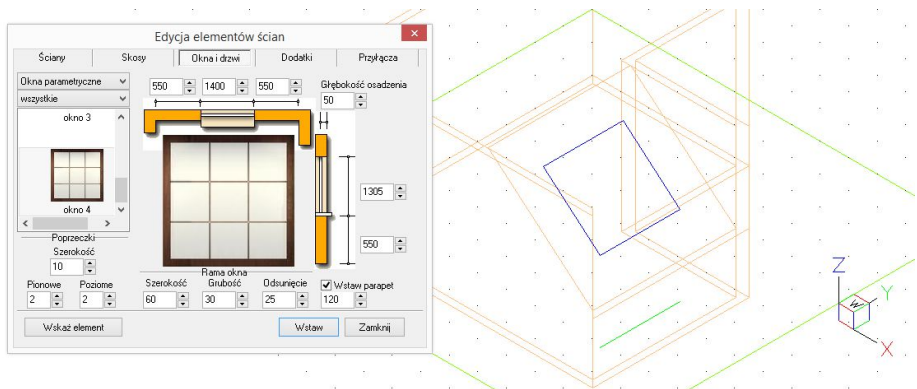 Edycja elementów ścian
Ściany Skosy Okna i drzwi Dodatki Przyłącza
Okna parametryczne
wszystkie
okno 3
okno 4
550 1400 550
Głębokość osadzenia
50
1305
550
Poprzeczki
Szerokość
10
Pionowe Poziome
2 2
Rama okna
Szerokość Grubość Odsunięcie
60 30 25
Wstaw parapet
120
Wskaż element Wstaw Zamknij
Z
Y
W
X